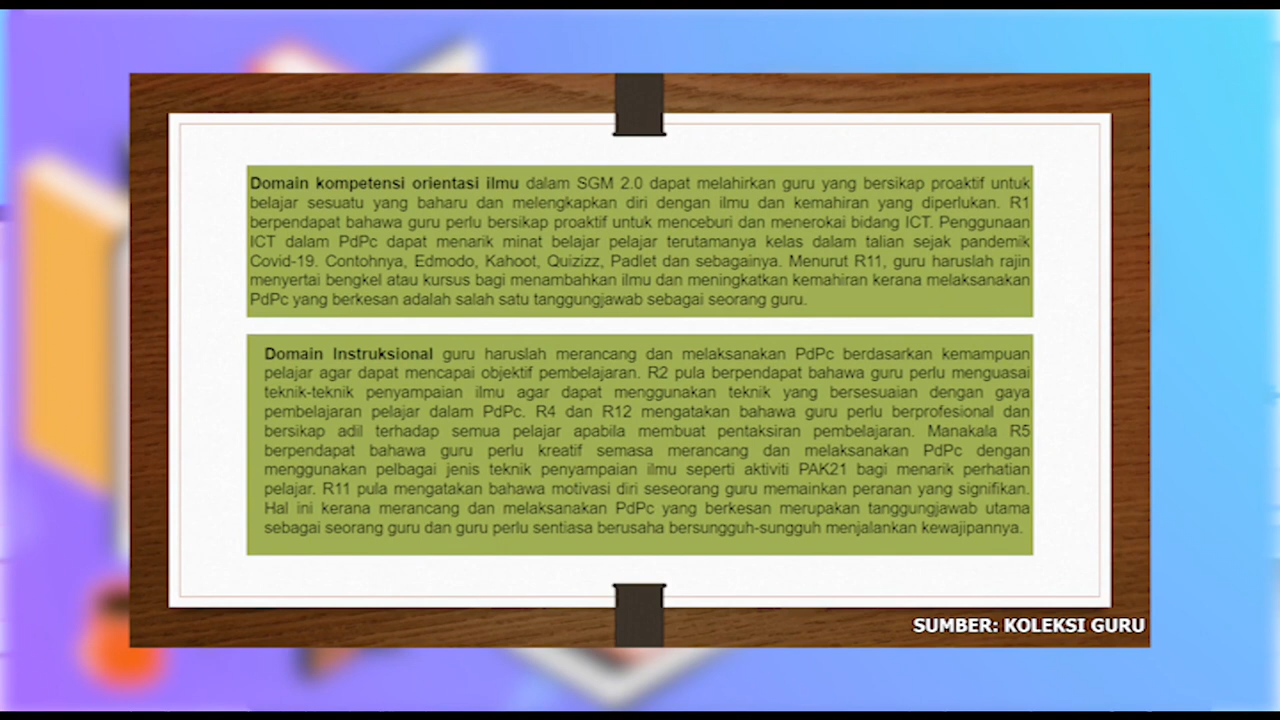 Domain kompetensi orientasi ilmu dalam SGM 2.0 dapat melahirkan guru yang bersikap proaktif untuk
belajar sesuatu yang baharu dan melengkapkan diri dengan ilmu dan kemahiran yang diperlukan. R1
berpendapat bahawa guru perlu bersikap proaktif untuk menceburi dan menerokai bidang ICT. Penggunaan
ICT dalam PdPc dapat menarik minat belajar pelajar terutamanya kelas dalam talian sejak pandemik
Covid-19. Contohnya, Edmodo, Kahoot, Quizizz, Padlet dan sebagainya. Menurut R11, guru haruslah rajin
menyertai bengkel atau kursus bagi menambahkan ilmu dan meningkatkan kemahiran kerana melaksanakan
PdPc yang berkesan adalah salah satu tanggungjawab sebagai seorang guru.
Domain Instruksional guru haruslah merancang dan melaksanakan PdPc berdasarkan kemampuan
pelajar agar dapat mencapai objektif pembelajaran. R2 pula berpendapat bahawa guru perlu menguasai
teknik-teknik penyampaian ilmu agar dapat menggunakan teknik yang bersesuaian dengan gaya
pembelajaran pelajar dalam PdPc. R4 dan R12 mengatakan bahawa guru perlu berprofesional dan
bersikap adil terhadap semua pelajar apabila membuat pentaksiran pembelajaran. Manakala R5
berpendapat bahawa guru perlu kreatif semasa merancang dan melaksanakan PdPc dengan
menggunakan pelbagai jenis teknik penyampaian ilmu seperti aktiviti PAK21 bagi menarik perhatian
pelajar. R11 pula mengatakan bahawa motivasi diri seseorang guru memainkan peranan yang signifikan.
Hal ini kerana merancang dan melaksanakan PdPc yang berkesan merupakan tanggungjawab utama
sebagai seorang guru dan guru perlu sentiasa berusaha bersungguh-sungguh menjalankan kewajipannya.
SUMBER: KOLEKSI GURU